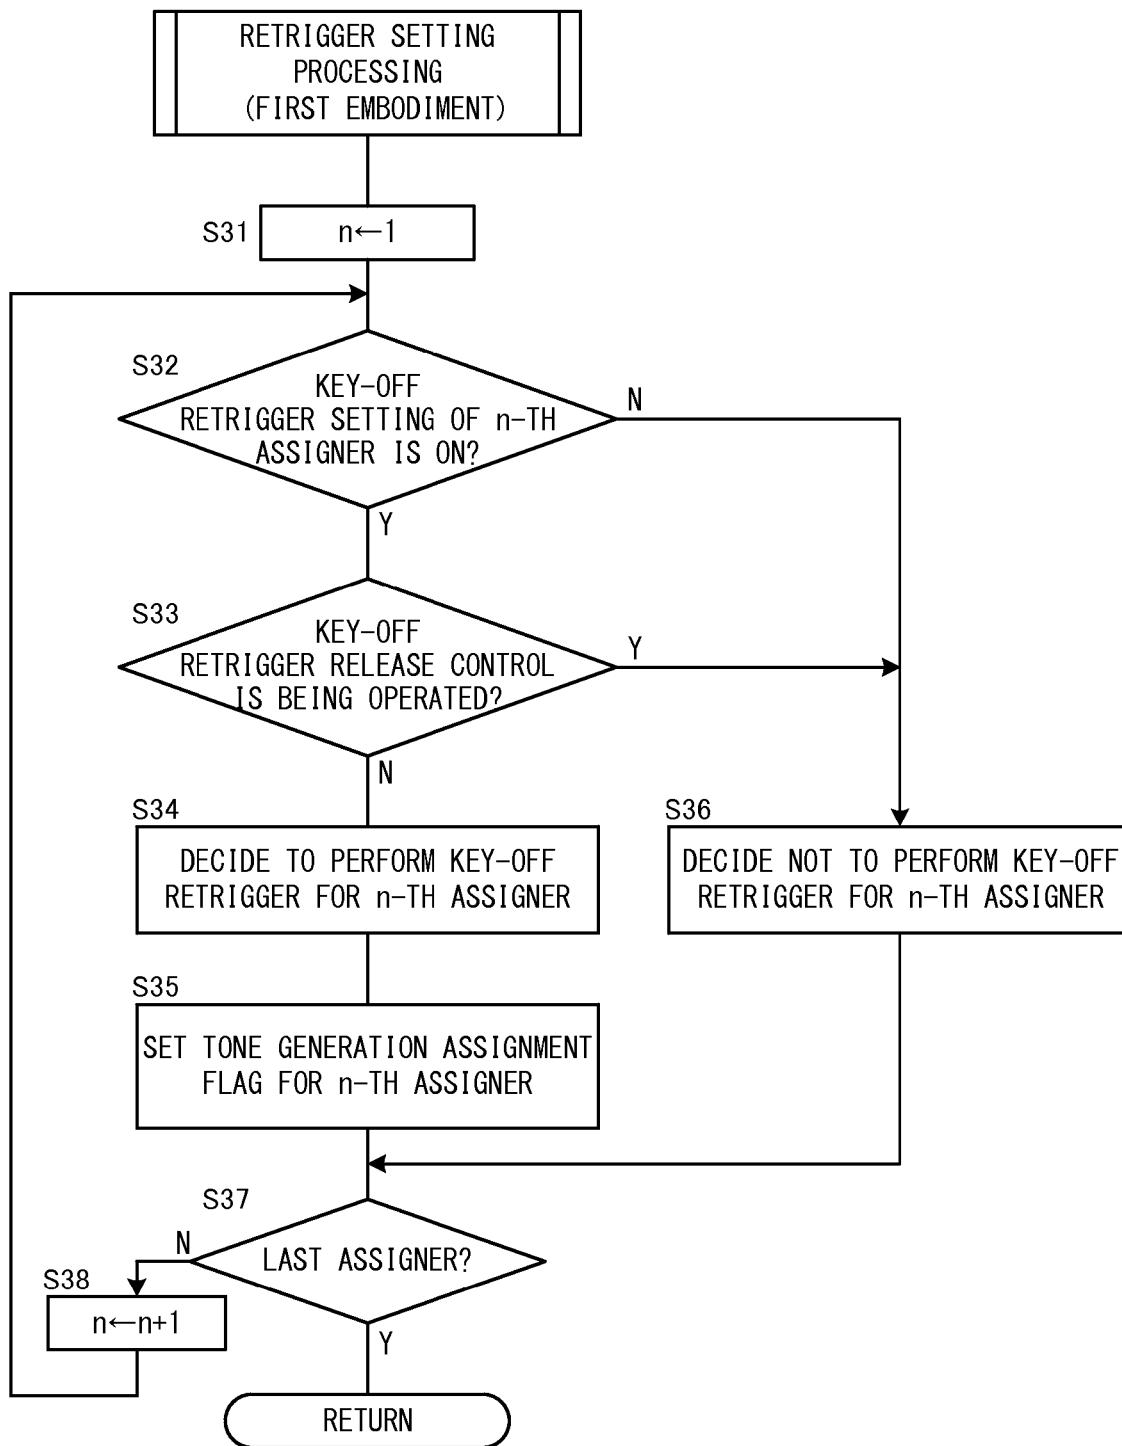 RETRIGGER SETTING
PROCESSING
(FIRST EMBODIMENT)
S31
n←1
S32
KEY-OFF
RETRIGGER SETTING OF n-TH
ASSIGNER IS ON?
N
Y
S33
KEY-OFF
RETRIGGER RELEASE CONTROL
IS BEING OPERATED?
Y
N
S34
DECIDE TO PERFORM KEY-OFF
RETRIGGER FOR n-TH ASSIGNER
S36
DECIDE NOT TO PERFORM KEY-OFF
RETRIGGER FOR n-TH ASSIGNER
S35
SET TONE GENERATION ASSIGNMENT
FLAG FOR n-TH ASSIGNER
S37
LAST ASSIGNER?
N
S38
n←n+1
Y
RETURN